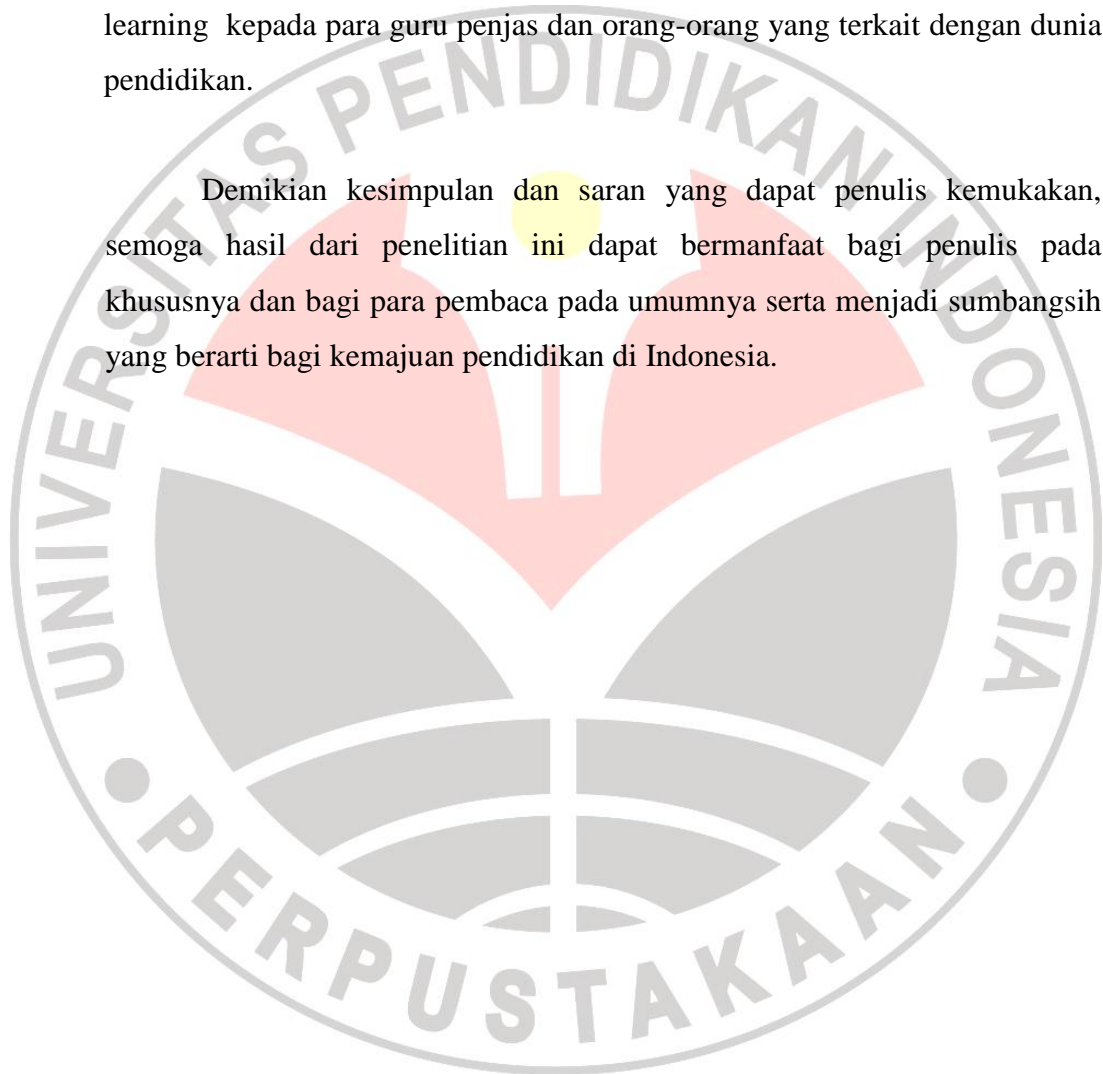 learning  kepada para guru penjas dan orang-orang yang terkait dengan dunia
pendidikan.
Demikian kesimpulan dan saran yang dapat penulis kemukakan,
semoga hasil dari penelitian ini dapat bermanfaat bagi penulis pada
khususnya dan bagi para pembaca pada umumnya serta menjadi sumbangsih
yang berarti bagi kemajuan pendidikan di Indonesia.
UNIVERSITAS PENDIDIKAN INDONESIA
PERPUSTAKAAN